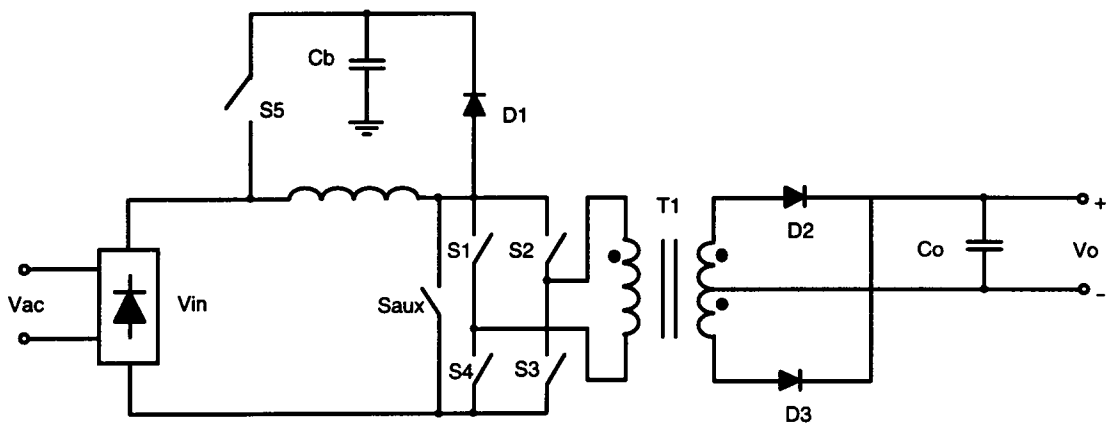 Cb
S5
D1
T1
D2
S1
S2
Co
Vo
+
-
Vac
Vin
Saux
S4
S3
D3